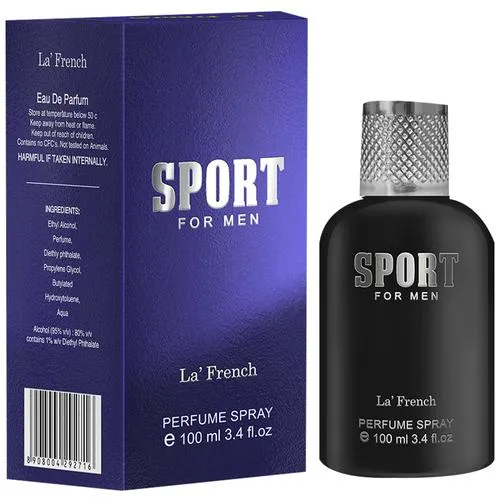 La' French
Eau De Parfum
Store at temperature below 50 c
Keep away from heat or flame.
Keep out of reach of children.
Contains no CFC's. Not tested on Animals.
HARMFUL IF TAKEN INTERNALLY.
INGREDIENTS:
Ethyl Alcohol,
Perfume,
Diethly phthalate,
Propylene Glycol,
Butylated
Hydroxytoluene,
Aqua
Alcohol (95% v/v) : 80% v/v
contains 1% w/v Diethyl Phthalate
8908004292716
SPORT
FOR MEN
La' French
PERFUME SPRAY
e 100 ml 3.4 fl.oz
SPORT
FOR MEN
La' French
PERFUME SPRAY
e 100 ml 3.4 fl.oz